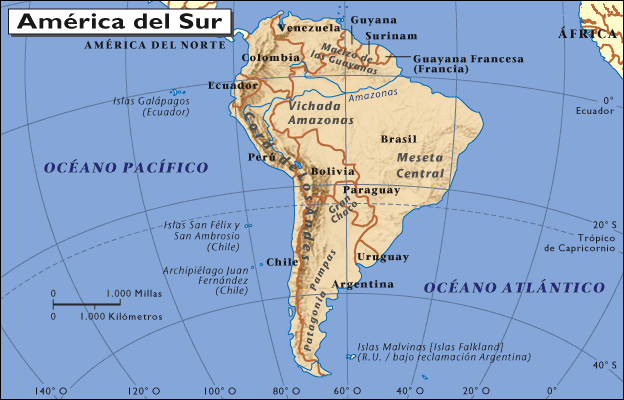 América del Sur
AMÉRICA DEL NORTE
Venezuela
Guyana
Surinam
ÁFRICA
Macizo de
las Guayanas
Guayana Francesa
(Francia)
Colombia
Ecuador
Islas Galápagos
(Ecuador)
Amazonas
0°
Ecuador
Vichada
Amazonas
Brasil
Meseta
Central
OCÉANO PACÍFICO
Perú
Cord. de Los Andes
Bolivia
Paraguay
Gran
Chaco
Islas San Félix y
San Ambrosio
(Chile)
20° S
Trópico
de Capricornio
Archipiélago Juan
Fernández
(Chile)
Chile
Uruguay
Pampas
Argentina
OCÉANO ATLÁNTICO
0 1.000 Millas
0 1.000 Kilómetros
Patagonia
Islas Malvinas [Islas Falkland]
(R.U. / bajo reclamación Argentina)
40° S
140° O 120° O 100° O 80° O 70° O 60° O 40° O 20° O 0°